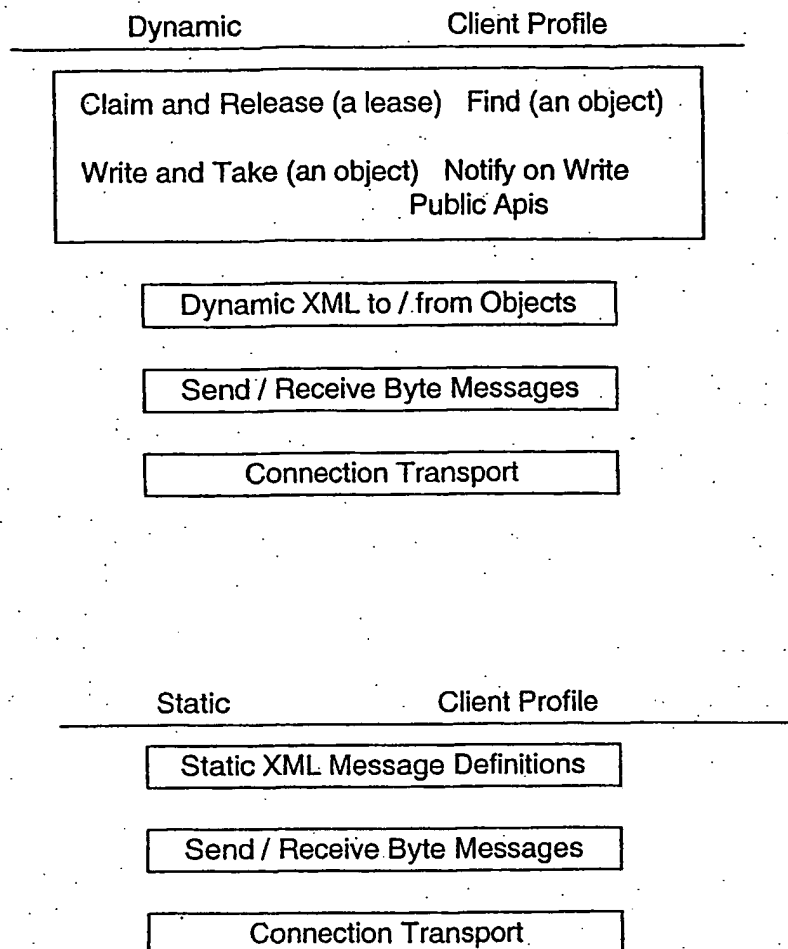 Dynamic Client Profile
Claim and Release (a lease) Find (an object)
Write and Take (an object) Notify on Write
Public Apis
Dynamic XML to / from Objects
Send / Receive Byte Messages
Connection Transport
Static Client Profile
Static XML Message Definitions
Send / Receive Byte Messages
Connection Transport